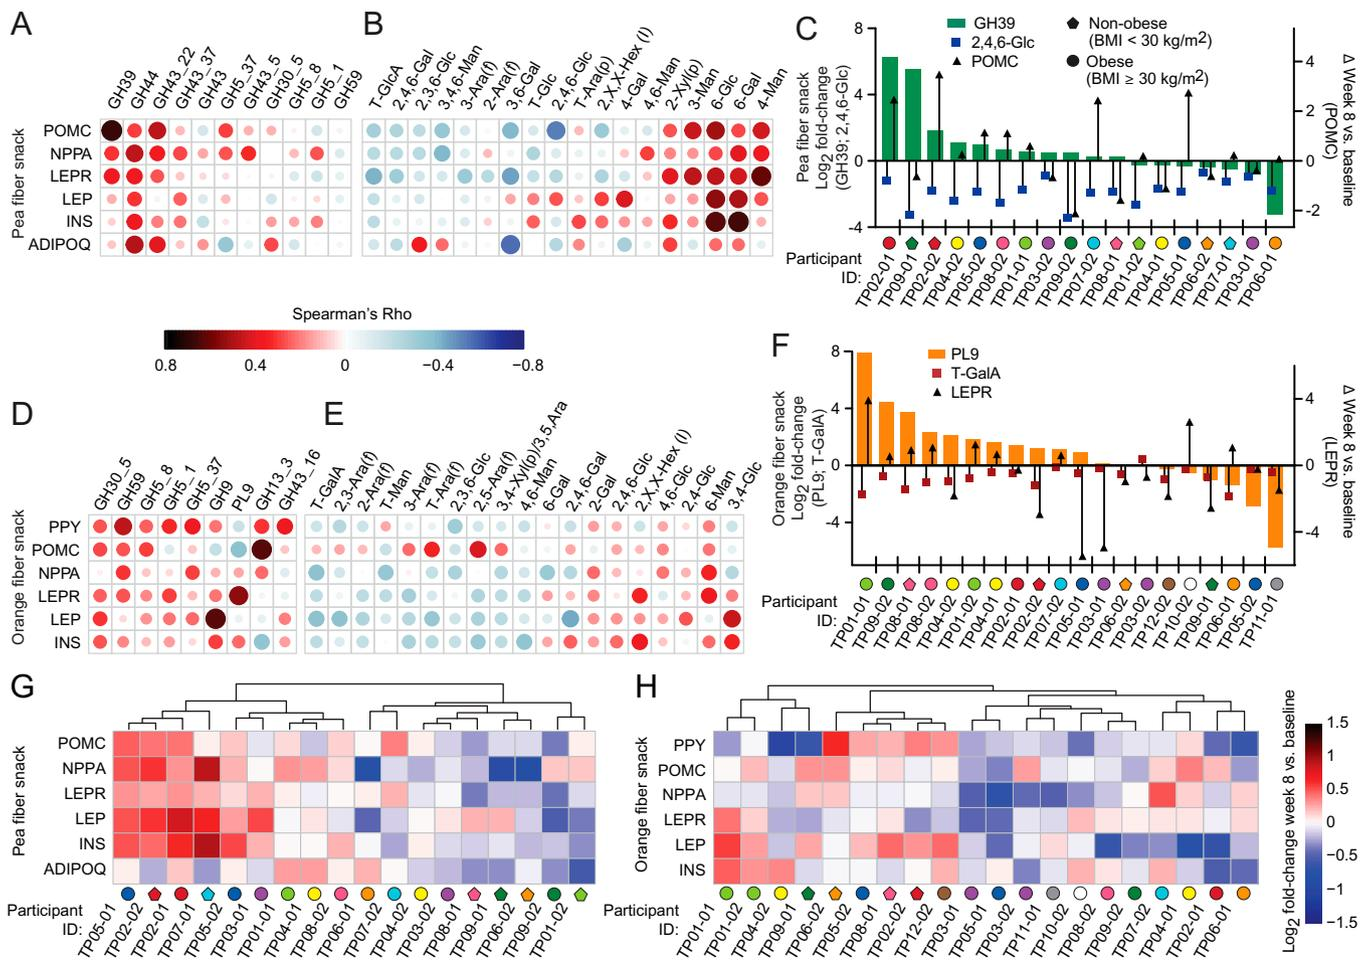 A
GH39
GH44
GH43_22
GH43_37
GH43
GH5_37
GH43_5
GH30_5
GH5_8
GH5_1
GH59
Pea fiber snack
POMC
NPPA
LEPR
LEP
INS
ADIPOQ
B
T-GlcA
2,4,6-Gal
2,3,6-Glc
3,4,6-Man
3-Ara(f)
2-Ara(f)
3,6-Gal
T-Glc
2,4,6-Glc
T-Ara(p)
2,X,X-Hex (I)
4-Gal
4,6-Man
2-Xyl(p)
3-Man
6-Glc
6-Gal
4-Man
Spearman's Rho
0.8
0.4
0
−0.4
−0.8
C
GH39
2,4,6-Glc
POMC
Non-obese
(BMI < 30 kg/m2)
Obese
(BMI ≥ 30 kg/m2)
Pea fiber snack
Log2 fold-change
(GH39; 2,4,6-Glc)
8
4
0
-4
4
2
0
−2
Δ Week 8 vs. baseline
(POMC)
Participant
ID:
TP02-01
TP09-01
TP02-02
TP04-02
TP05-02
TP08-02
TP01-01
TP03-02
TP09-02
TP07-02
TP08-01
TP01-02
TP04-01
TP05-01
TP06-02
TP07-01
TP03-01
TP06-01
D
GH30_5
GH59
GH5_8
GH5_1
GH5_37
GH9
PL9
GH13_3
GH43_16
Orange fiber snack
PPY
POMC
NPPA
LEPR
LEP
INS
E
T-GalA
2,3-Ara(f)
2-Ara(f)
T-Man
3-Ara(f)
T-Ara(f)
2,3,6-Glc
2,5-Ara(f)
3,4-Xyl(p)/3,5,Ara
4,6-Man
6-Gal
2,4,6-Gal
2-Gal
2,4,6-Glc
2,X,X-Hex (I)
4,6-Glc
2,4-Glc
6-Man
3,4-Glc
F
PL9
T-GalA
LEPR
Orange fiber snack
Log2 fold-change
(PL9; T-GalA)
8
4
0
-4
4
0
-4
Δ Week 8 vs. baseline
(LEPR)
Participant
ID:
TP01-01
TP09-02
TP08-01
TP08-02
TP04-02
TP01-02
TP04-01
TP02-01
TP02-02
TP07-02
TP05-01
TP03-01
TP06-02
TP03-02
TP12-02
TP10-02
TP09-01
TP06-01
TP05-02
TP11-01
G
Pea fiber snack
POMC
NPPA
LEPR
LEP
INS
ADIPOQ
Participant
ID:
TP05-01
TP02-02
TP02-01
TP07-01
TP05-02
TP03-01
TP01-01
TP04-01
TP08-02
TP06-01
TP07-02
TP04-02
TP03-02
TP08-01
TP09-01
TP06-02
TP09-02
TP01-02
H
Orange fiber snack
PPY
POMC
NPPA
LEPR
LEP
INS
Participant
ID:
TP01-01
TP01-02
TP04-02
TP09-01
TP06-02
TP05-02
TP08-01
TP02-02
TP12-02
TP03-01
TP05-01
TP03-02
TP11-01
TP10-02
TP08-02
TP09-02
TP07-02
TP04-01
TP02-01
TP06-01
Log2 fold-change week 8 vs. baseline
1.5
1
0.5
0
−0.5
−1
−1.5